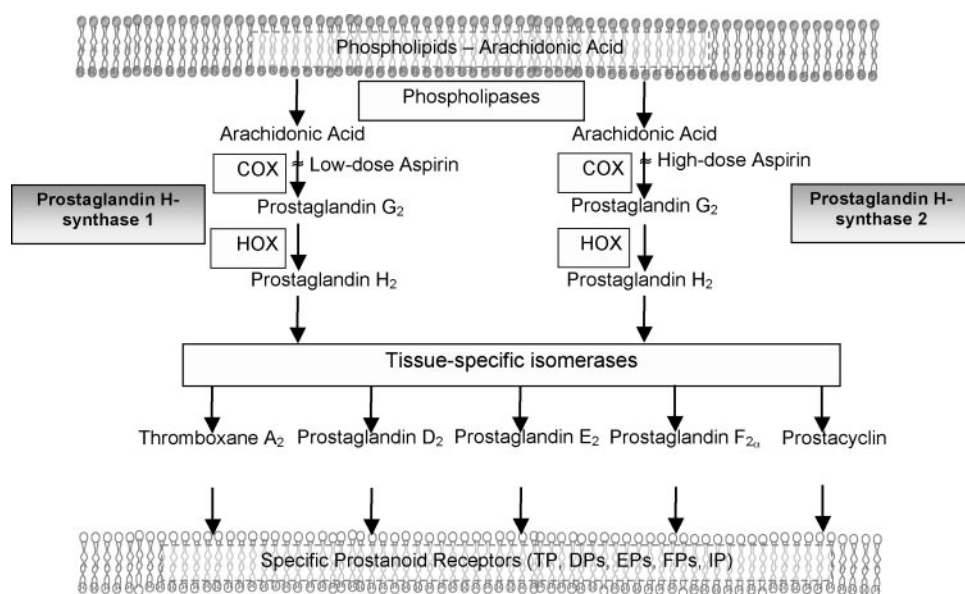 Phospholipids – Arachidonic Acid
Phospholipases
Arachidonic Acid
Arachidonic Acid
COX
≈ Low-dose Aspirin
COX
≈ High-dose Aspirin
Prostaglandin H-
synthase 1
Prostaglandin G₂
Prostaglandin G₂
Prostaglandin H-
synthase 2
HOX
HOX
Prostaglandin H₂
Prostaglandin H₂
Tissue-specific isomerases
Thromboxane A₂
Prostaglandin D₂
Prostaglandin E₂
Prostaglandin F₂α
Prostacyclin
Specific Prostanoid Receptors (TP, DPs, EPs, FPs, IP)